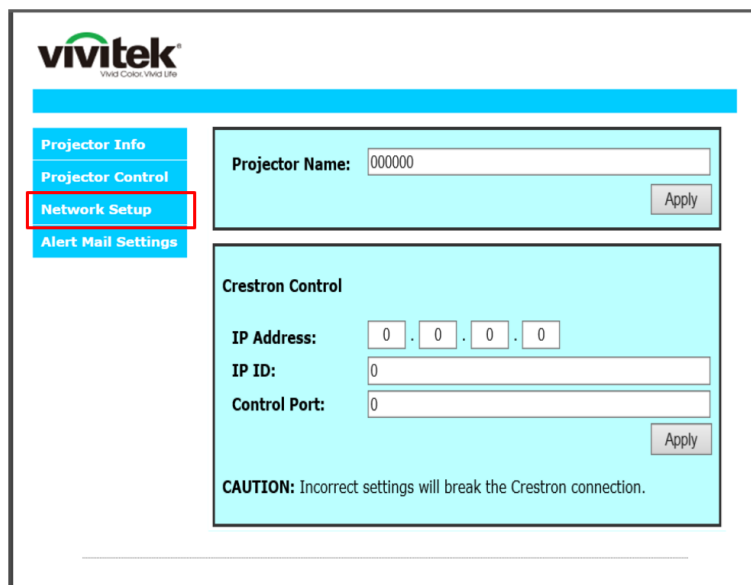 vivitek
Vivid Color, Vivid Life
Projector Info
Projector Control
Network Setup
Alert Mail Settings
Projector Name: 000000
Apply
Crestron Control
IP Address: 0 . 0 . 0 . 0
IP ID: 0
Control Port: 0
Apply
CAUTION: Incorrect settings will break the Crestron connection.